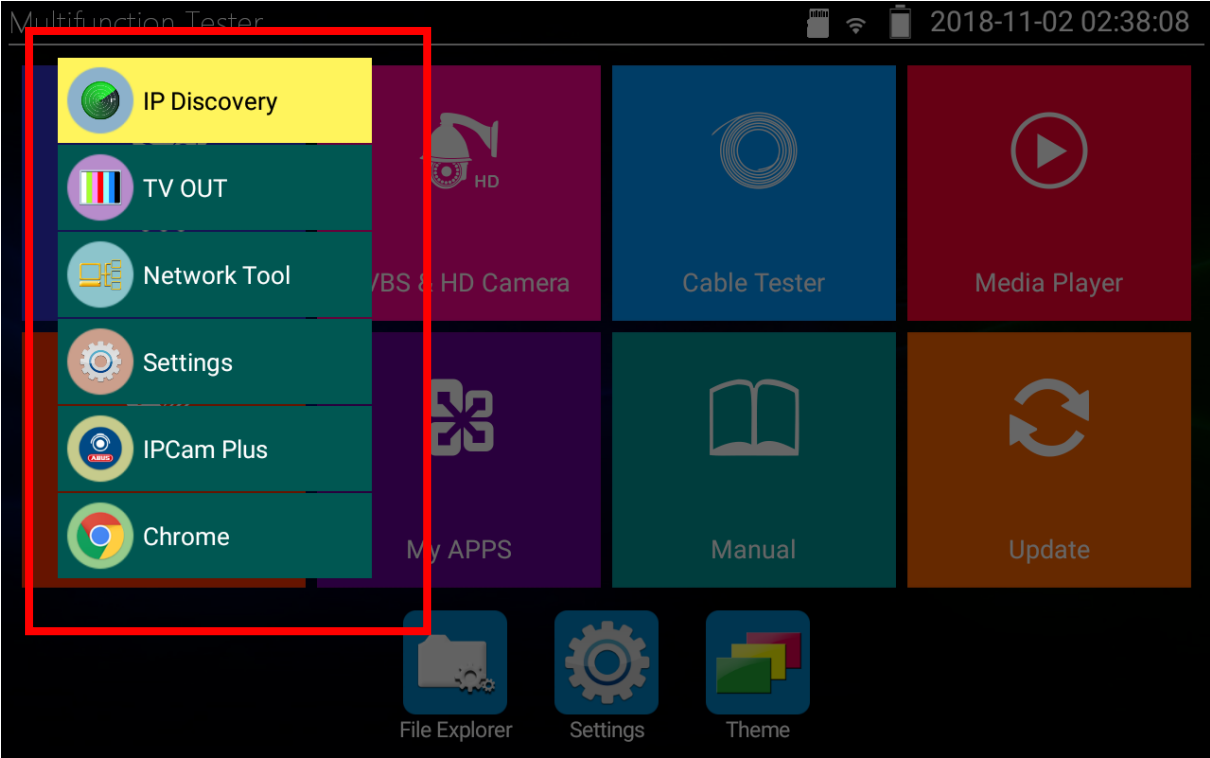 Multifunction Tester
2018-11-02 02:38:08
IP Discovery
TV OUT
Network Tool
Settings
IPCam Plus
ABUS
Chrome
HD
VBS & HD Camera
Cable Tester
Media Player
My APPS
Manual
Update
File Explorer
Settings
Theme